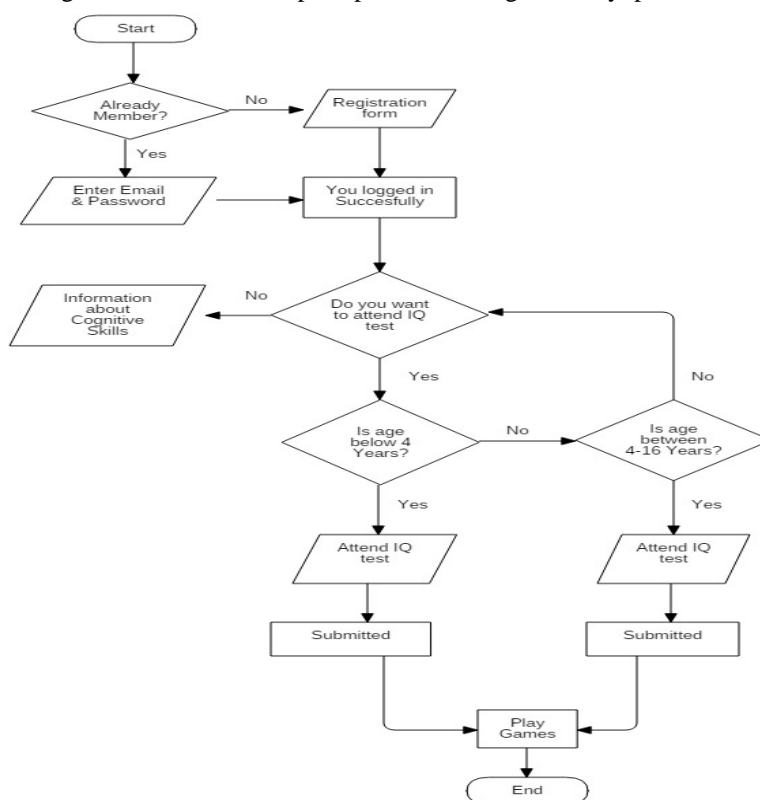 Start
Already
Member?
No
Registration
form
Yes
Enter Email
& Password
You logged in
Succesfully
Information
about
Cognitive
Skills
No
Do you want
to attend IQ
test
Yes
No
Is age
below 4
Years?
No
Is age
between
4-16 Years?
Yes
Yes
Attend IQ
test
Attend IQ
test
Submitted
Submitted
Play
Games
End